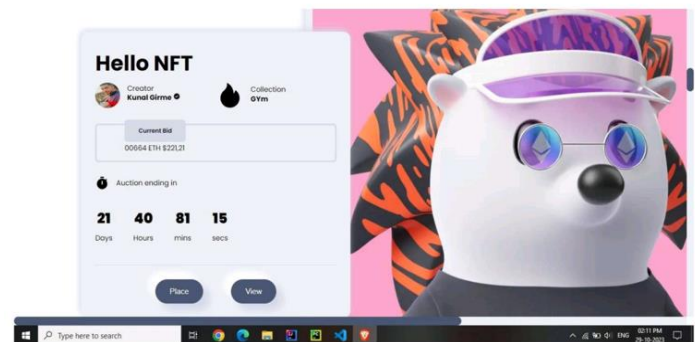 Hello NFT
Creator
Kunal Girme
Collection
GYm
Current Bid
00664 ETH $221,21
Auction ending in
21 40 81 15
Days Hours mins secs
Place View
Type here to search
ENG
02:11 PM
29-10-2023